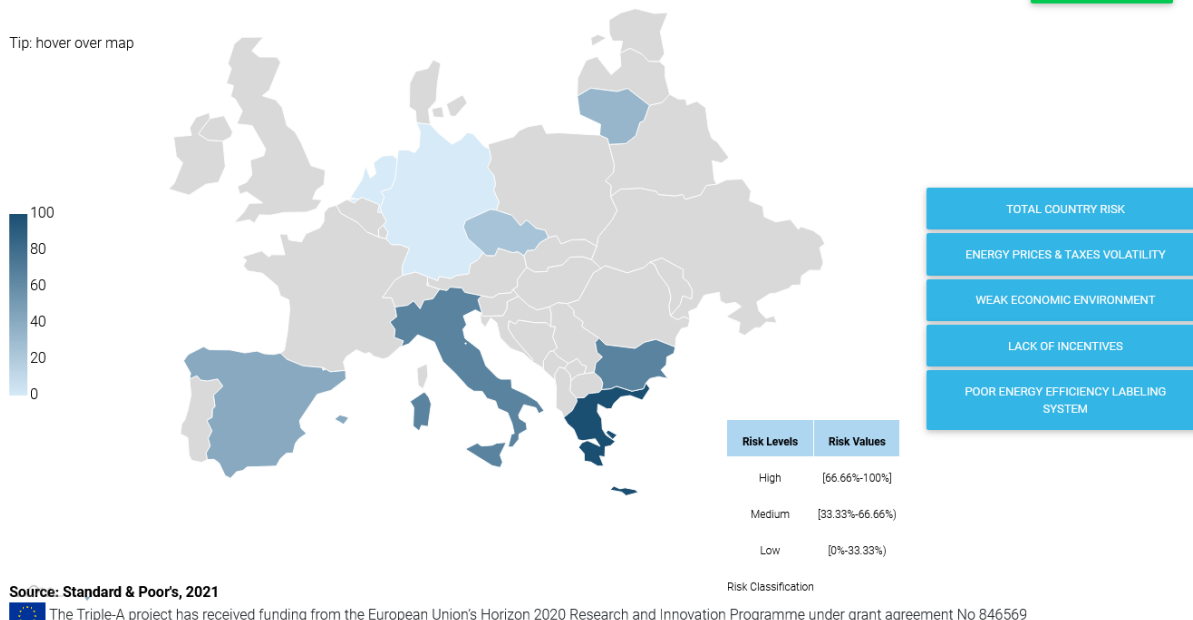 Tip: hover over map
100
80
60
40
20
0
TOTAL COUNTRY RISK
ENERGY PRICES & TAXES VOLATILITY
WEAK ECONOMIC ENVIRONMENT
LACK OF INCENTIVES
POOR ENERGY EFFICIENCY LABELING
SYSTEM
Risk Levels Risk Values
High [66.66%-100%]
Medium [33.33%-66.66%)
Low [0%-33.33%)
Risk Classification
Source: Standard & Poor's, 2021
The Triple-A project has received funding from the European Union's Horizon 2020 Research and Innovation Programme under grant agreement No 846569